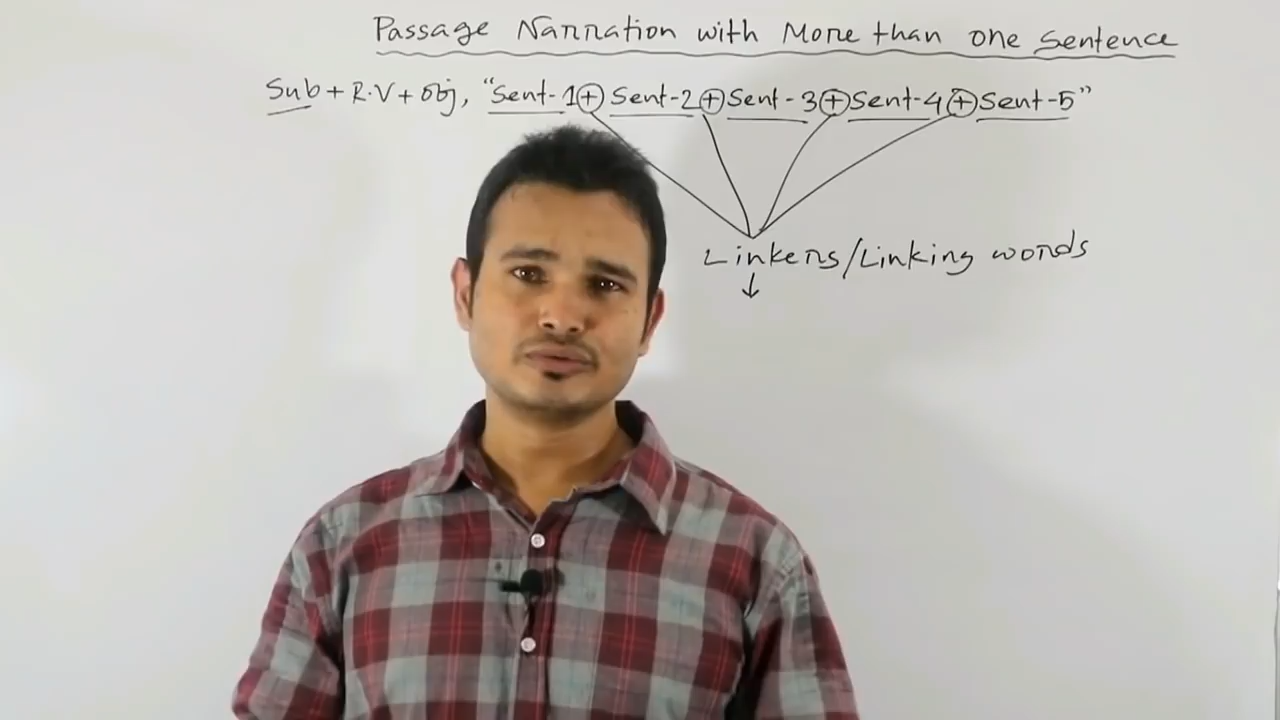 Passage Narration with More than one Sentence
Sub + R.V + Obj, "Sent-1 + Sent-2 + Sent-3 + Sent-4 + Sent-5"
Linkers/Linking words
↓